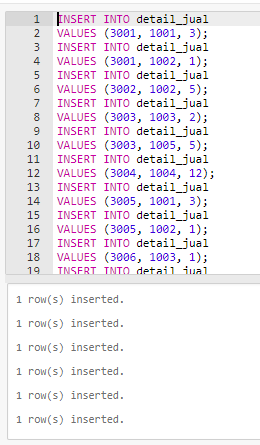 1 INSERT INTO detail_jual
2 VALUES (3001, 1001, 3);
3 INSERT INTO detail_jual
4 VALUES (3001, 1002, 1);
5 INSERT INTO detail_jual
6 VALUES (3002, 1002, 5);
7 INSERT INTO detail_jual
8 VALUES (3003, 1003, 2);
9 INSERT INTO detail_jual
10 VALUES (3003, 1005, 5);
11 INSERT INTO detail_jual
12 VALUES (3004, 1004, 12);
13 INSERT INTO detail_jual
14 VALUES (3005, 1001, 3);
15 INSERT INTO detail_jual
16 VALUES (3005, 1002, 1);
17 INSERT INTO detail_jual
18 VALUES (3006, 1003, 1);
19 INSERT INTO detail_jual
1 row(s) inserted.
1 row(s) inserted.
1 row(s) inserted.
1 row(s) inserted.
1 row(s) inserted.
1 row(s) inserted.